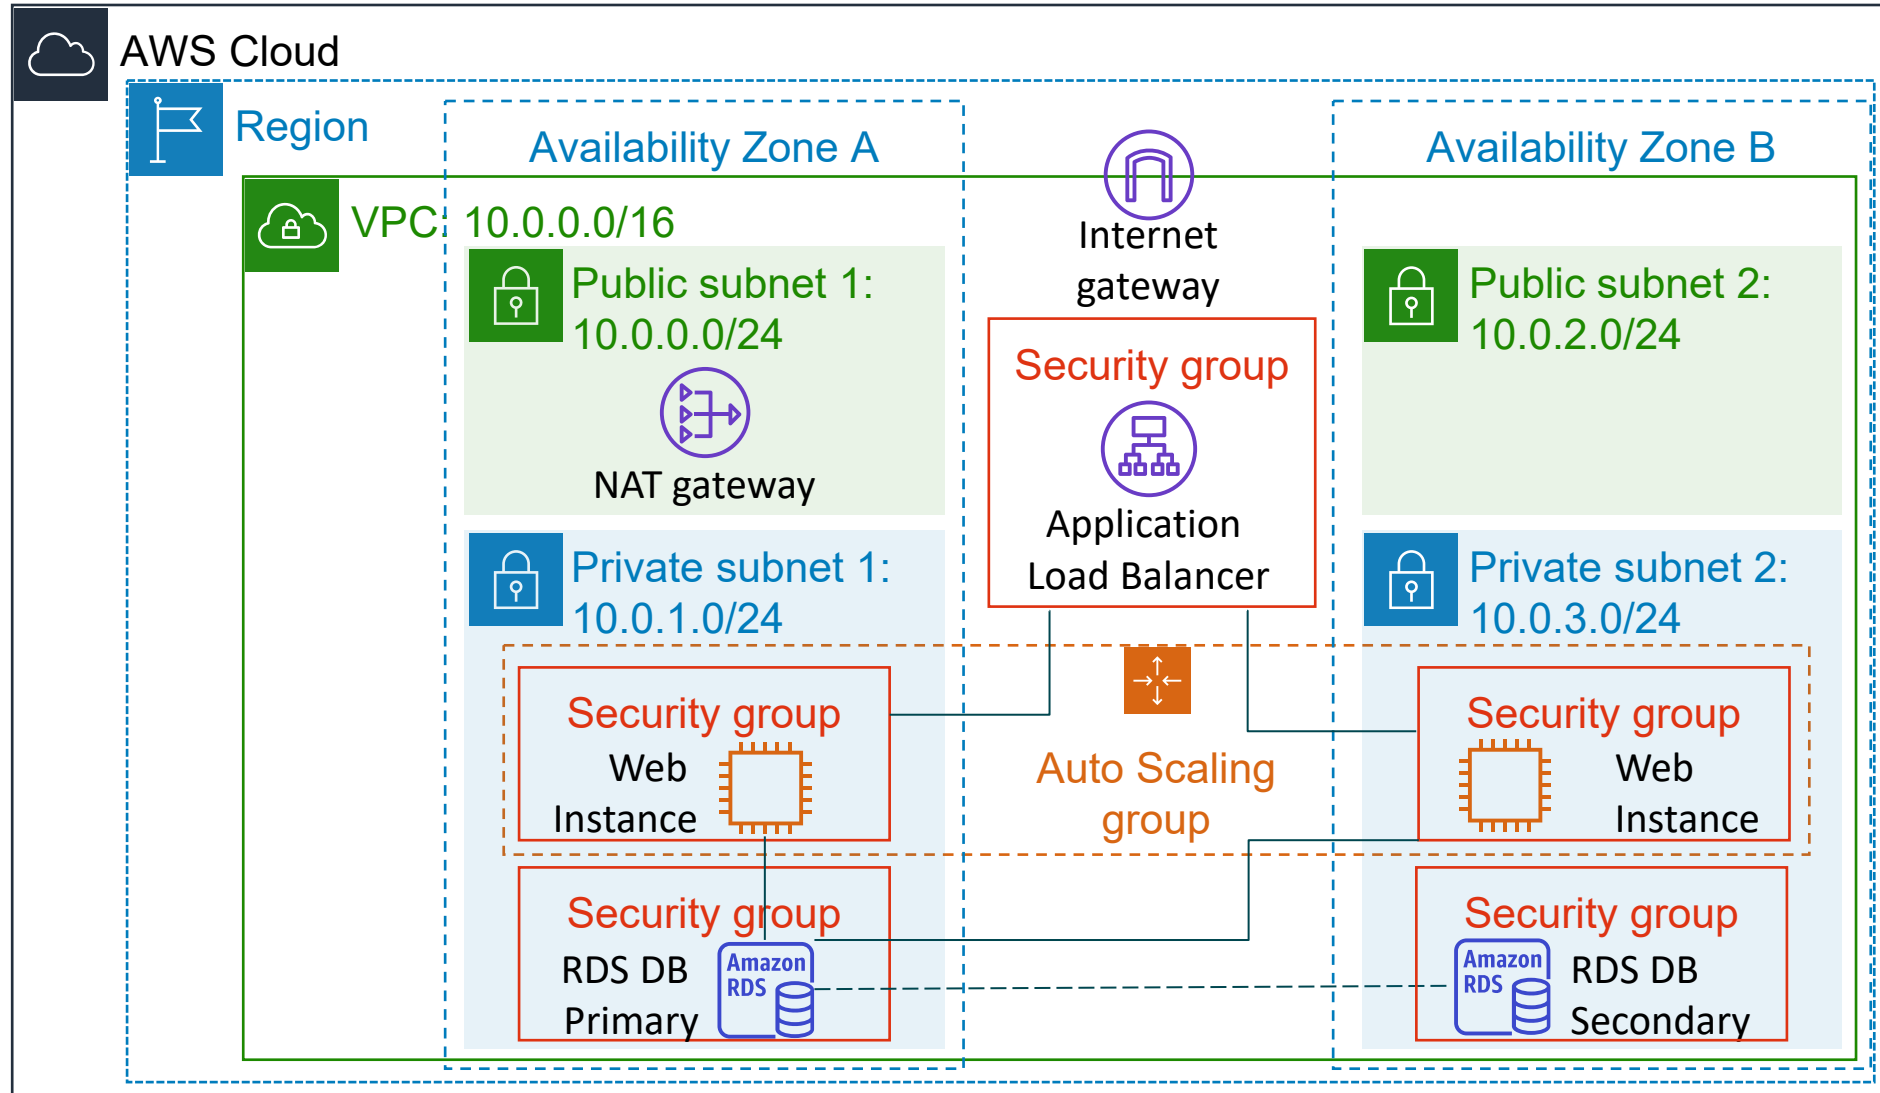 AWS Cloud
Region
Availability Zone A
Availability Zone B
VPC: 10.0.0.0/16
Internet
gateway
Public subnet 1:
10.0.0.0/24
NAT gateway
Security group
Application
Load Balancer
Public subnet 2:
10.0.2.0/24
Private subnet 1:
10.0.1.0/24
Private subnet 2:
10.0.3.0/24
Security group
Web
Instance
Auto Scaling
group
Security group
Web
Instance
Security group
RDS DB
Primary
Amazon
RDS
Security group
Amazon
RDS
RDS DB
Secondary